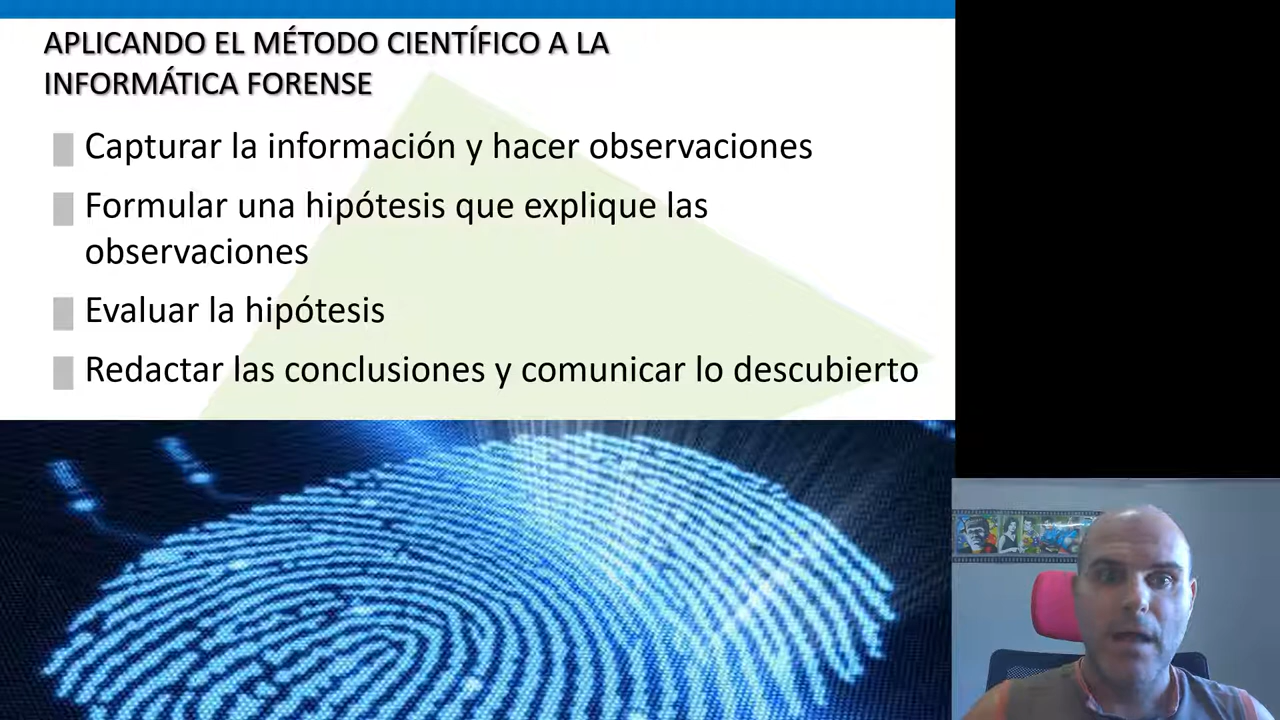 APLICANDO EL MÉTODO CIENTÍFICO A LA
INFORMÁTICA FORENSE
Capturar la información y hacer observaciones
Formular una hipótesis que explique las
observaciones
Evaluar la hipótesis
Redactar las conclusiones y comunicar lo descubierto